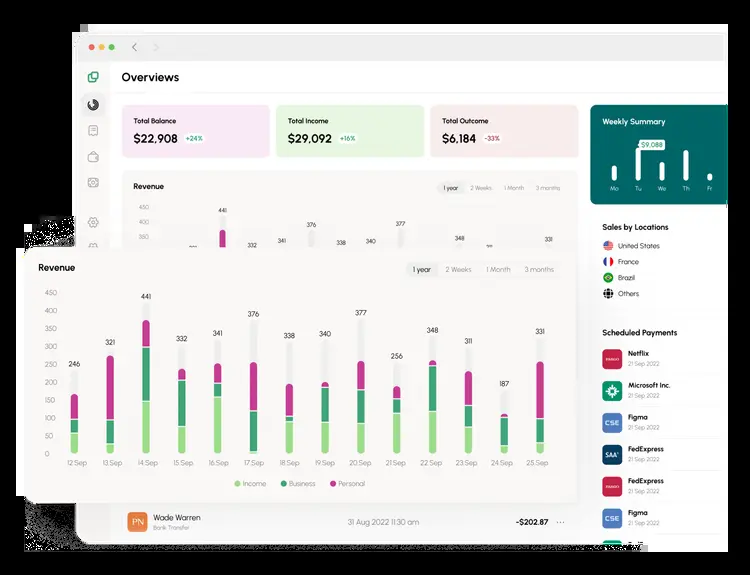 Overviews
Total Balance
$22,908 +24%
Total Income
$29,092 +16%
Total Outcome
$6,184 -33%
Weekly Summary
$9,088
Mo Tu We Th Fr
Revenue
1 year 2 Weeks 1 Month 3 months
450
400
350
441
376
377
332
341
338
340
348
331
Sales by Locations
United States
France
Brazil
Others
Revenue
1 year 2 Weeks 1 Month 3 months
450
400
350
300
250
200
150
100
50
0
246
321
441
332
341
376
338
340
377
256
348
311
187
331
12.Sep 13.Sep 14.Sep 15.Sep 16.Sep 17.Sep 18.Sep 19.Sep 20.Sep 21.Sep 22.Sep 23.Sep 24.Sep 25.Sep
Income Business Personal
Scheduled Payments
Netflix
21 Sep 2022
Microsoft Inc.
21 Sep 2022
CSE
Figma
21 Sep 2022
SAA
FedExpress
21 Sep 2022
FedExpress
21 Sep 2022
CSE
Figma
21 Sep 2022
PN
Wade Warren
Bank Transfer
31 Aug 2022 11:30 am
-$202.87